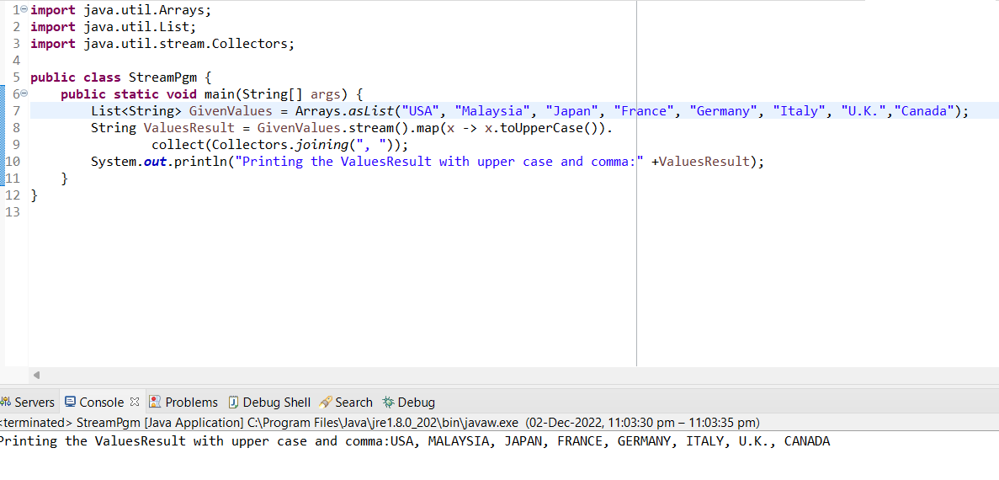 1 import java.util.Arrays;
2 import java.util.List;
3 import java.util.stream.Collectors;
4
5 public class StreamPgm {
6 public static void main(String[] args) {
7 List<String> GivenValues = Arrays.asList("USA", "Malaysia", "Japan", "France", "Germany", "Italy", "U.K.","Canada");
8 String ValuesResult = GivenValues.stream().map(x -> x.toUpperCase()).
9 collect(Collectors.joining(", "));
10 System.out.println("Printing the ValuesResult with upper case and comma:" +ValuesResult);
11 }
12 }
13
Servers Console Problems Debug Shell Search Debug
<terminated> StreamPgm [Java Application] C:\Program Files\Java\jre1.8.0_202\bin\javaw.exe (02-Dec-2022, 11:03:30 pm – 11:03:35 pm)
Printing the ValuesResult with upper case and comma:USA, MALAYSIA, JAPAN, FRANCE, GERMANY, ITALY, U.K., CANADA